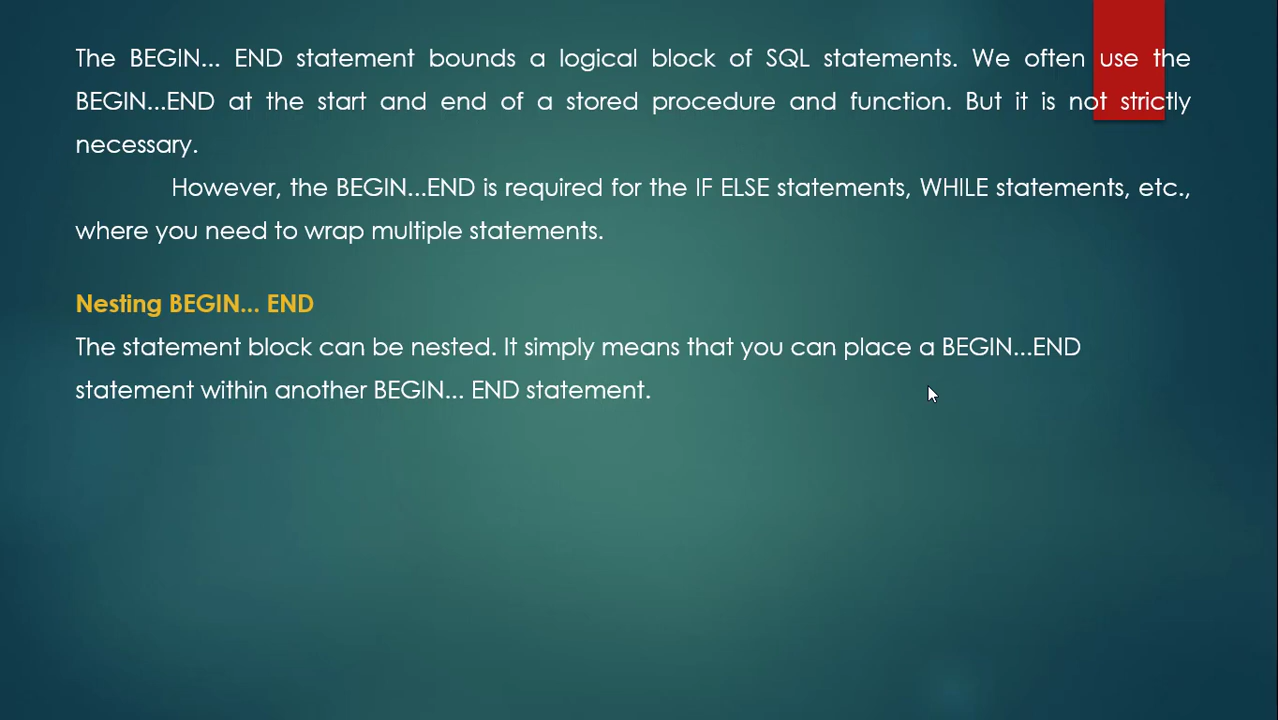 The BEGIN... END statement bounds a logical block of SQL statements. We often use the
BEGIN...END at the start and end of a stored procedure and function. But it is not strictly
necessary.
However, the BEGIN...END is required for the IF ELSE statements, WHILE statements, etc.,
where you need to wrap multiple statements.
Nesting BEGIN... END
The statement block can be nested. It simply means that you can place a BEGIN...END
statement within another BEGIN... END statement.